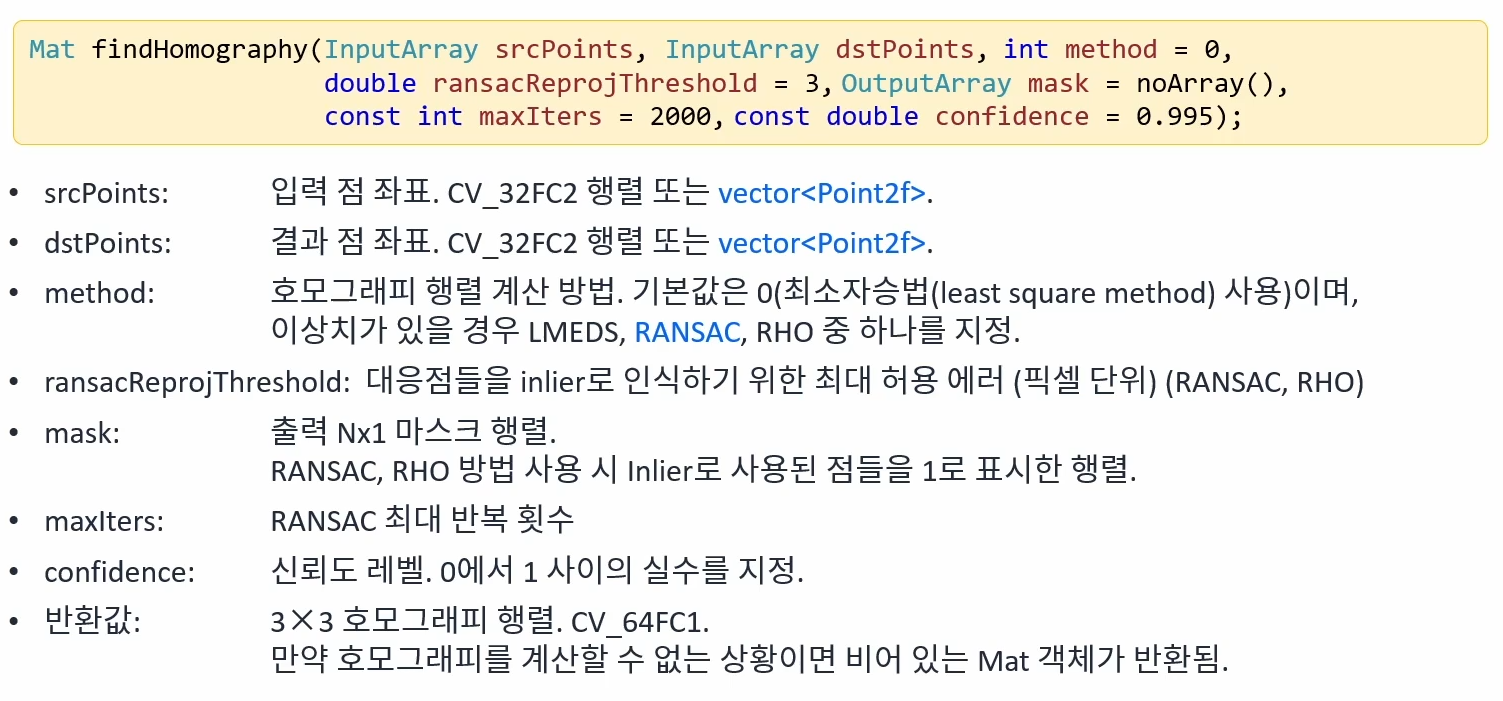 Mat findHomography(InputArray srcPoints, InputArray dstPoints, int method = 0,
double ransacReprojThreshold = 3, OutputArray mask = noArray(),
const int maxIters = 2000, const double confidence = 0.995);
• srcPoints: 입력 점 좌표. CV_32FC2 행렬 또는 vector<Point2f>.
• dstPoints: 결과 점 좌표. CV_32FC2 행렬 또는 vector<Point2f>.
• method: 호모그래피 행렬 계산 방법. 기본값은 0(최소자승법(least square method) 사용)이며,
이상치가 있을 경우 LMEDS, RANSAC, RHO 중 하나를 지정.
• ransacReprojThreshold: 대응점들을 inlier로 인식하기 위한 최대 허용 에러 (픽셀 단위) (RANSAC, RHO)
• mask: 출력 Nx1 마스크 행렬.
RANSAC, RHO 방법 사용 시 Inlier로 사용된 점들을 1로 표시한 행렬.
• maxIters: RANSAC 최대 반복 횟수
• confidence: 신뢰도 레벨. 0에서 1 사이의 실수를 지정.
• 반환값: 3×3 호모그래피 행렬. CV_64FC1.
만약 호모그래피를 계산할 수 없는 상황이면 비어 있는 Mat 객체가 반환됨.